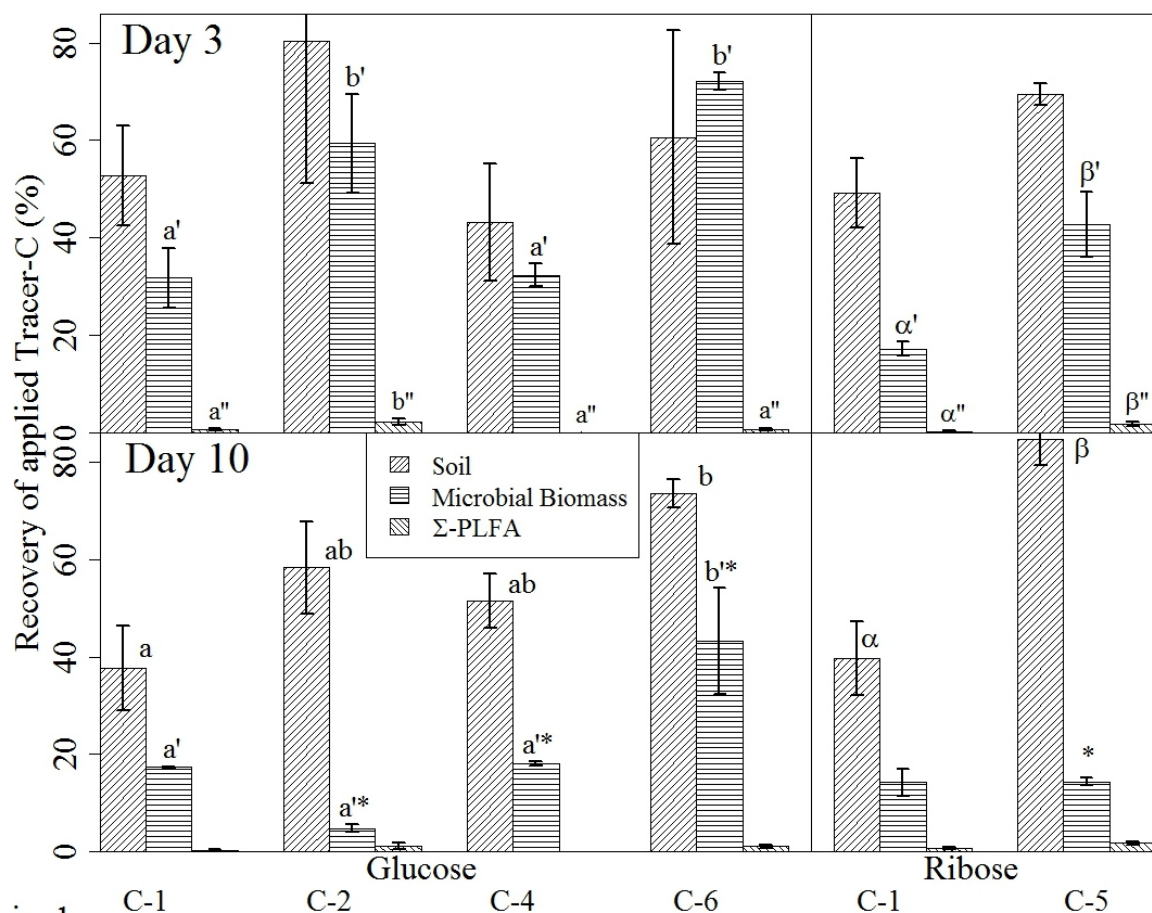 Recovery of applied Tracer-C (%)
Day 3
80
60
40
20
a'
a"
b'
b"
a'
a"
b'
a"
α'
α"
β'
β"
Day 10
80
60
40
20
0
Soil
Microbial Biomass
Σ-PLFA
a
a'
ab
a'*
ab
a'*
b
b'*
α
β
*
Glucose
Ribose
C-1 C-2 C-4 C-6 C-1 C-5